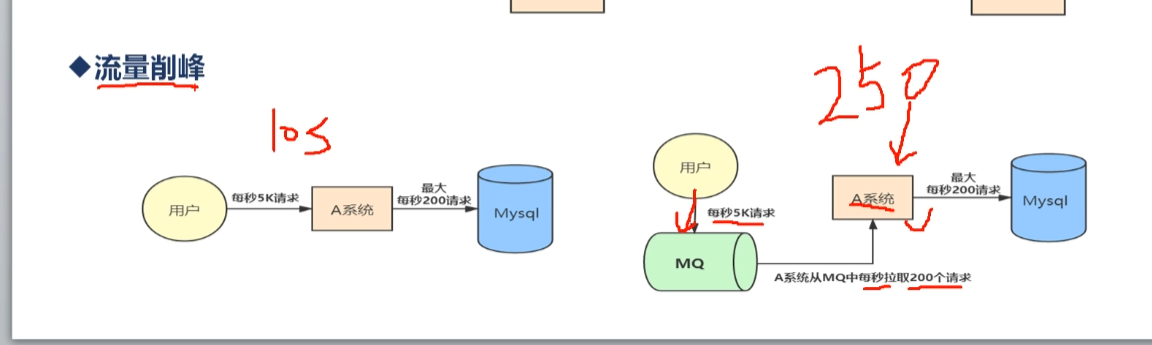 流量削峰
10s
用户
每秒5K请求
A系统
最大
每秒200请求
Mysql
250
用户
每秒5K请求
MQ
A系统从MQ中每秒拉取200个请求
A系统
最大
每秒200请求
Mysql